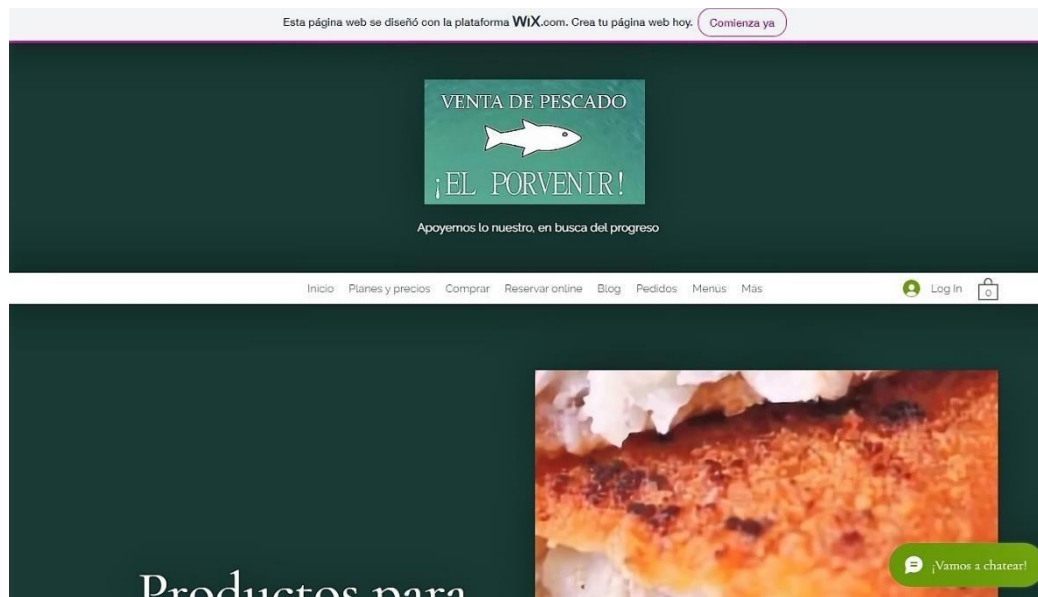 Esta página web se diseñó con la plataforma WiX.com. Crea tu página web hoy. Comienza ya
VENTA DE PESCADO
¡EL PORVENIR!
Apoyemos lo nuestro, en busca del progreso
Inicio Planes y precios Comprar Reservar online Blog Pedidos Menús Más Log In 0
¡Vamos a chatear!
Productos para